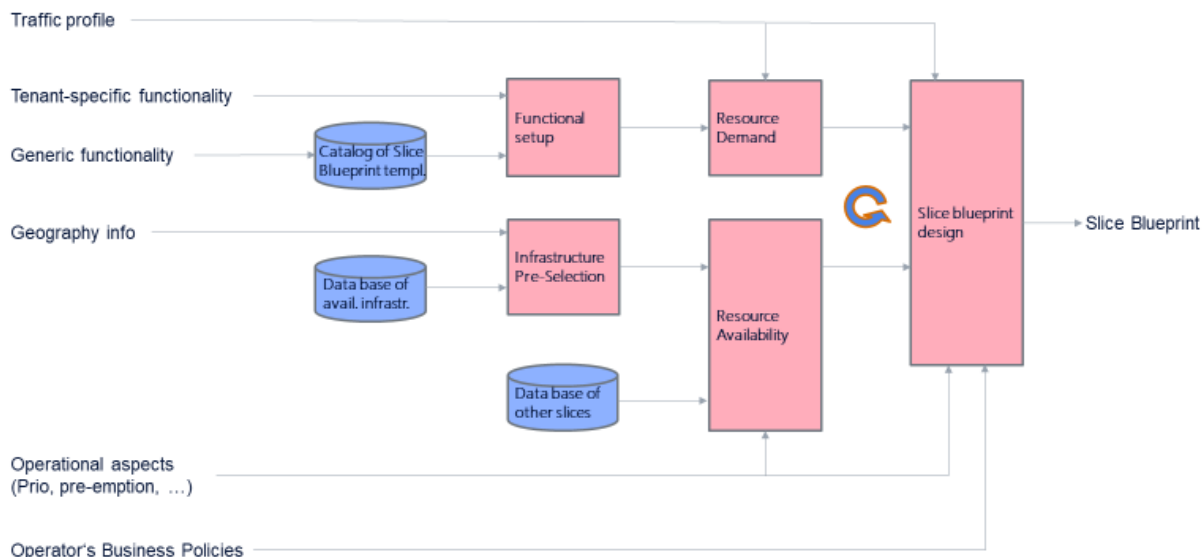 Traffic profile
Tenant-specific functionality
Functional
setup
Resource
Demand
Generic functionality
Catalog of Slice
Blueprint templ.
Geography info
Slice blueprint
design
Slice Blueprint
Infrastructure
Pre-Selection
Data base of
avail. infrastr.
Resource
Availability
Data base of
other slices
Operational aspects
(Prio, pre-emption, …)
Operator's Business Policies